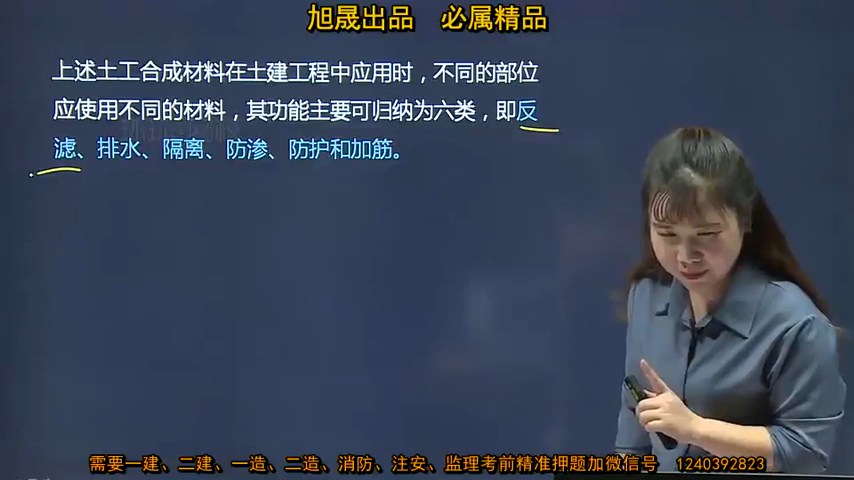 旭晟出品 必属精品
上述土工合成材料在土建工程中应用时，不同的部位
应使用不同的材料，其功能主要可归纳为六类，即反
滤、排水、隔离、防渗、防护和加筋。
需要一建、二建、一造、二造、消防、注安、监理考前精准押题加微信号 1240392823